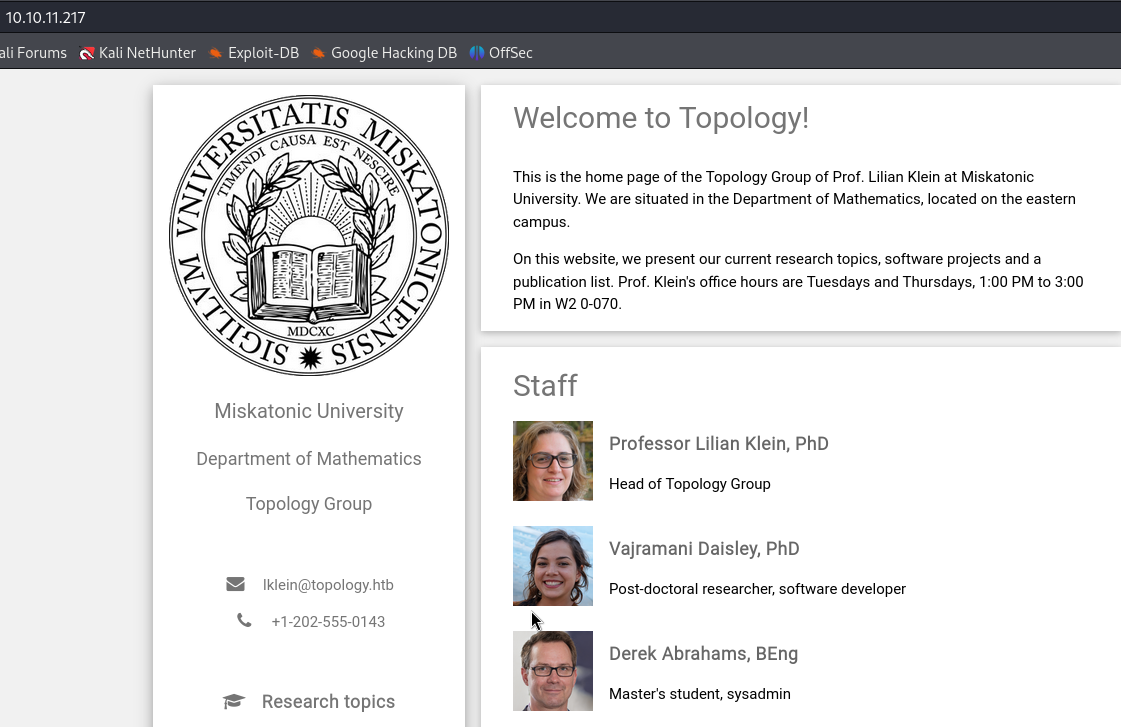 10.10.11.217
ali Forums
Kali NetHunter
Exploit-DB
Google Hacking DB
OffSec
SIGILLVM VNIVERSITATIS MISKATONICIENSIS
TIMENDI CAUSA EST NESCIRE
MDCXC
Miskatonic University
Department of Mathematics
Topology Group
lklein@topology.htb
+1-202-555-0143
Research topics
Welcome to Topology!
This is the home page of the Topology Group of Prof. Lilian Klein at Miskatonic
University. We are situated in the Department of Mathematics, located on the eastern
campus.
On this website, we present our current research topics, software projects and a
publication list. Prof. Klein's office hours are Tuesdays and Thursdays, 1:00 PM to 3:00
PM in W2 0-070.
Staff
Professor Lilian Klein, PhD
Head of Topology Group
Vajramani Daisley, PhD
Post-doctoral researcher, software developer
Derek Abrahams, BEng
Master's student, sysadmin